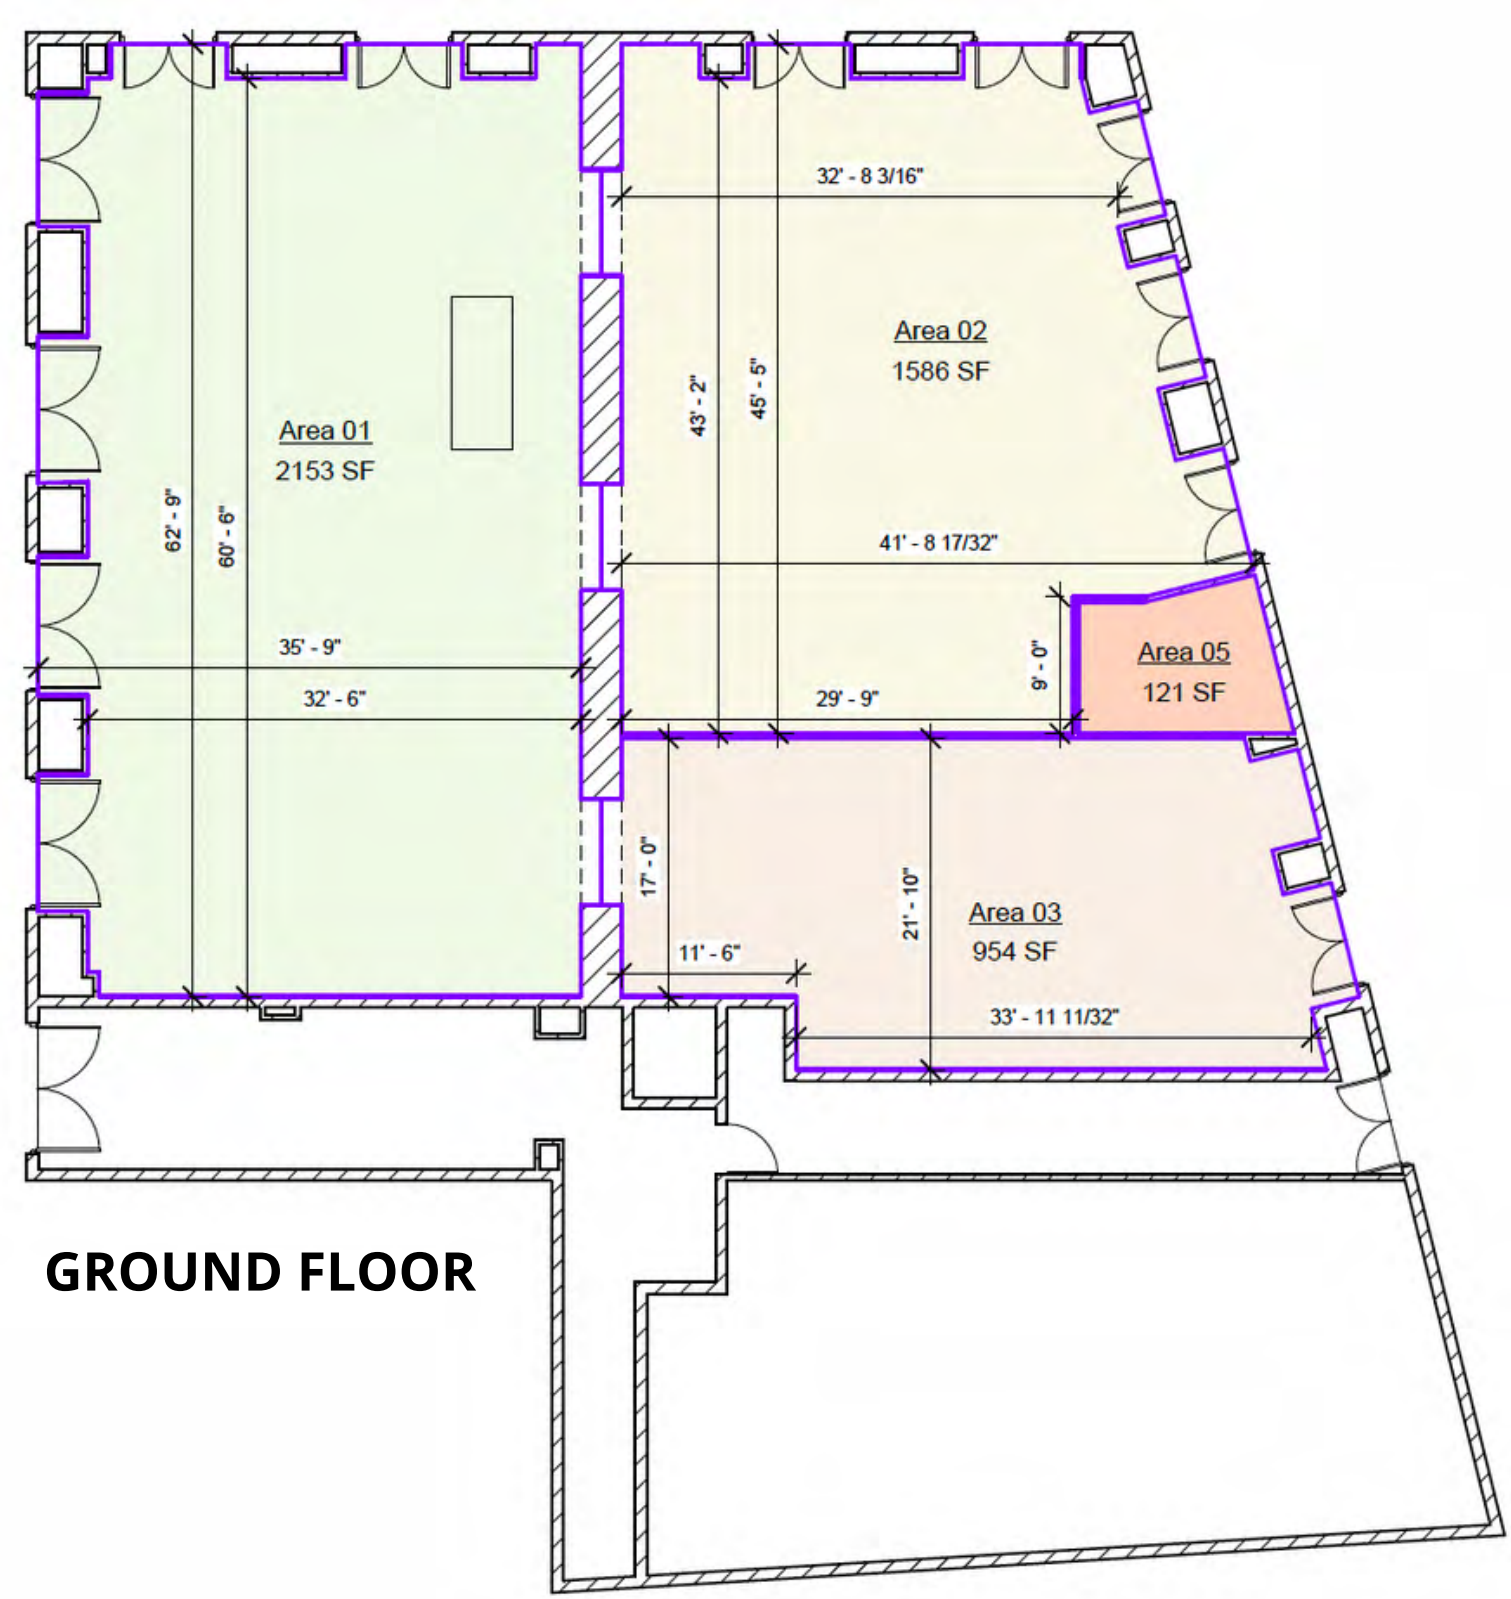 32' - 8 3/16"
Area 02
1586 SF
43' - 2"
45' - 5"
Area 01
2153 SF
62' - 9"
60' - 6"
41' - 8 17/32"
35' - 9"
32' - 6"
29' - 9"
9' - 0"
Area 05
121 SF
17' - 0"
21' - 10"
Area 03
954 SF
11' - 6"
33' - 11 11/32"
GROUND FLOOR